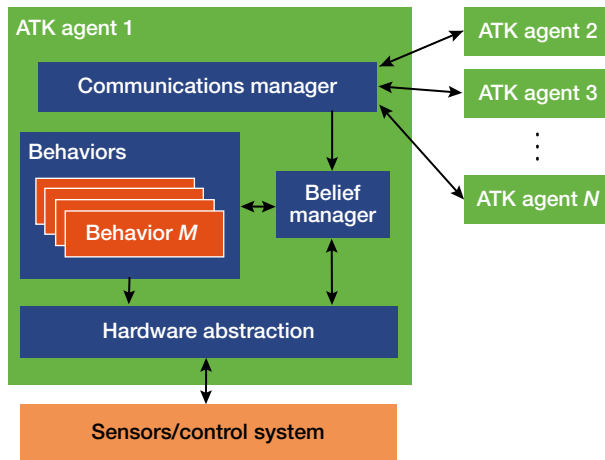 ATK agent 1
Communications manager
ATK agent 2
ATK agent 3
ATK agent N
Behaviors
Behavior M
Belief
manager
Hardware abstraction
Sensors/control system